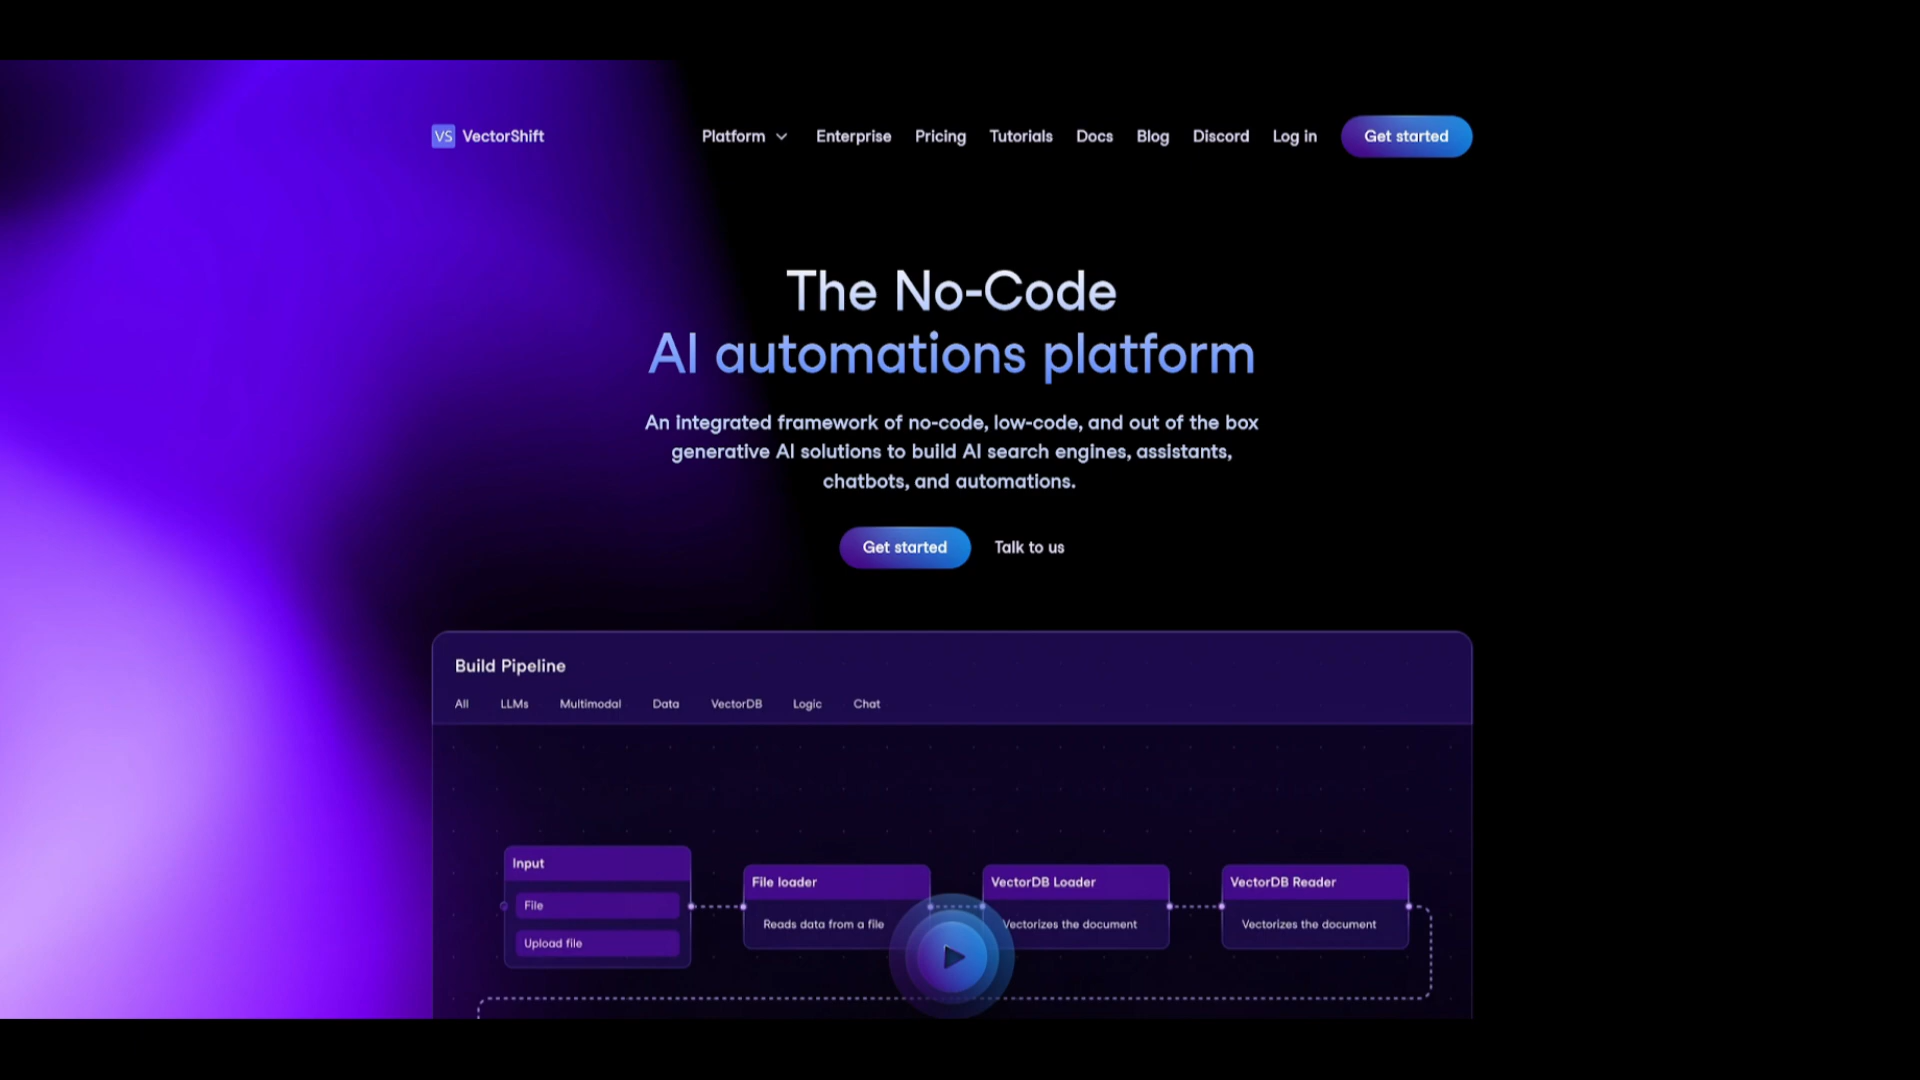 VS VectorShift
Platform Enterprise Pricing Tutorials Docs Blog Discord Log in Get started
The No-Code
AI automations platform
An integrated framework of no-code, low-code, and out of the box
generative AI solutions to build AI search engines, assistants,
chatbots, and automations.
Get started Talk to us
Build Pipeline
All LLMs Multimodal Data VectorDB Logic Chat
Input
File
Upload file
File loader
Reads data from a file
VectorDB Loader
Vectorizes the document
VectorDB Reader
Vectorizes the document